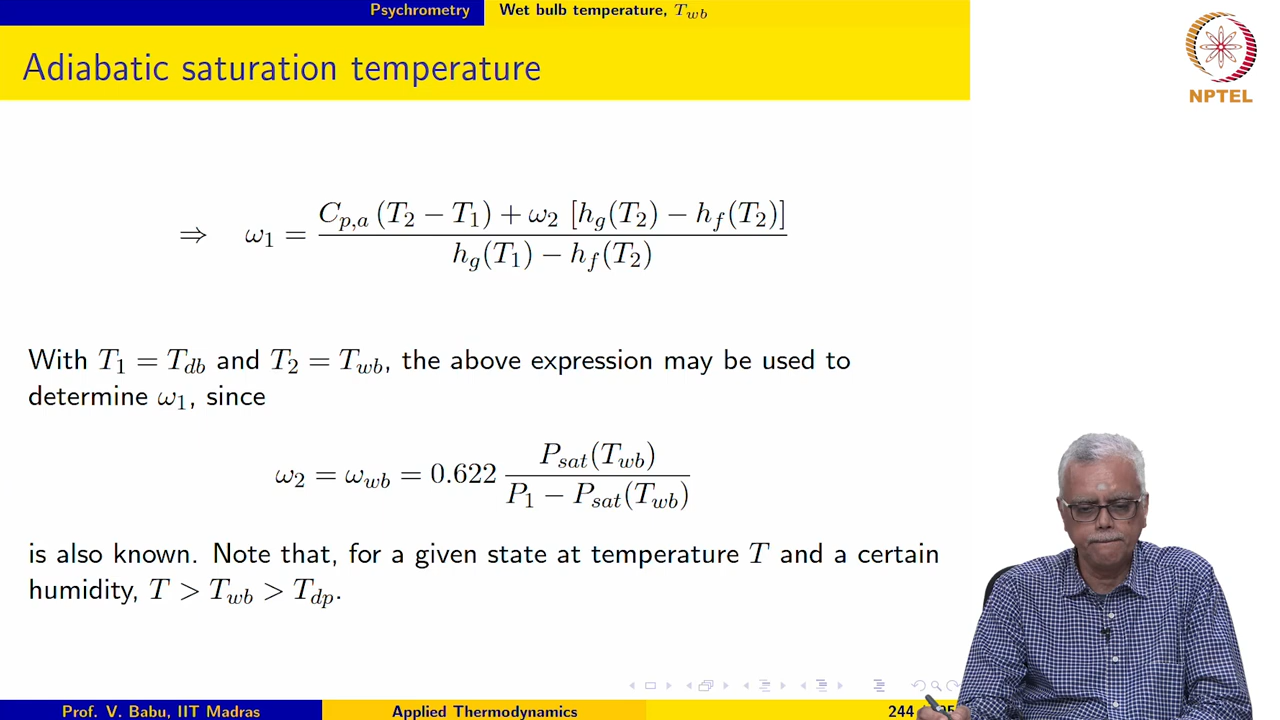 Psychrometry Wet bulb temperature, T_wb
Adiabatic saturation temperature
NPTEL
⇒ ω₁ = (C_{p,a} (T₂ − T₁) + ω₂ [h_g(T₂) − h_f(T₂)]) / (h_g(T₁) − h_f(T₂))
With T₁ = T_db and T₂ = T_wb, the above expression may be used to
determine ω₁, since
ω₂ = ω_wb = 0.622 P_sat(T_wb) / (P₁ − P_sat(T_wb))
is also known. Note that, for a given state at temperature T and a certain
humidity, T > T_wb > T_dp.
Prof. V. Babu, IIT Madras Applied Thermodynamics 244